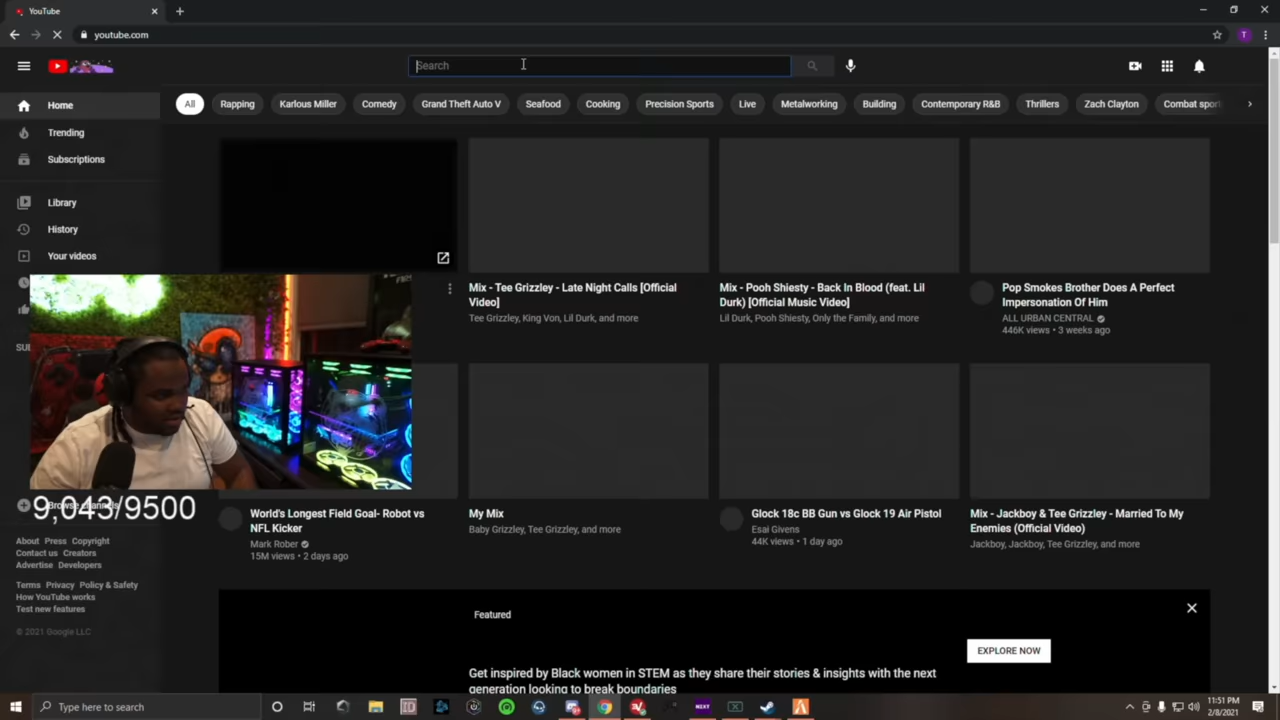 YouTube
youtube.com
Search
T
All
Rapping
Karlous Miller
Comedy
Grand Theft Auto V
Seafood
Cooking
Precision Sports
Live
Metalworking
Building
Contemporary R&B
Thrillers
Zach Clayton
Combat sport
Home
Trending
Subscriptions
Library
History
Your videos
SU
Mix - Tee Grizzley - Late Night Calls [Official
Video]
Tee Grizzley, King Von, Lil Durk, and more
Mix - Pooh Shiesty - Back In Blood (feat. Lil
Durk) [Official Music Video]
Lil Durk, Pooh Shiesty, Only the Family, and more
Pop Smokes Brother Does A Perfect
Impersonation Of Him
ALL URBAN CENTRAL
446K views • 3 weeks ago
9,043/9500
Browse channels
World's Longest Field Goal- Robot vs
NFL Kicker
Mark Rober
15M views • 2 days ago
My Mix
Baby Grizzley, Tee Grizzley, and more
Glock 18c BB Gun vs Glock 19 Air Pistol
Esai Givens
44K views • 1 day ago
Mix - Jackboy & Tee Grizzley - Married To My
Enemies (Official Video)
Jackboy, Jackboy, Tee Grizzley, and more
About Press Copyright
Contact us Creators
Advertise Developers
Terms Privacy Policy & Safety
How YouTube works
Test new features
© 2021 Google LLC
Featured
Get inspired by Black women in STEM as they share their stories & insights with the next
generation looking to break boundaries
EXPLORE NOW
Type here to search
NEXT
11:51 PM
2/8/2021